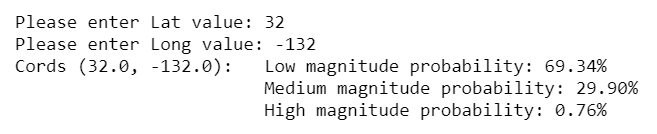 Please enter Lat value: 32
Please enter Long value: -132
Cords (32.0, -132.0):   Low magnitude probability: 69.34%
                        Medium magnitude probability: 29.90%
                        High magnitude probability: 0.76%